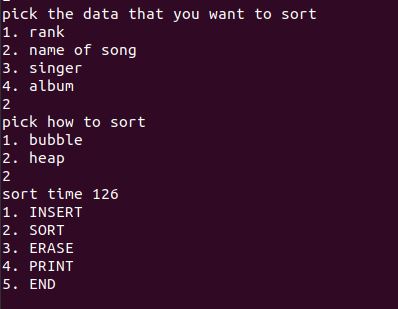 pick the data that you want to sort
1. rank
2. name of song
3. singer
4. album
2
pick how to sort
1. bubble
2. heap
2
sort time 126
1. INSERT
2. SORT
3. ERASE
4. PRINT
5. END